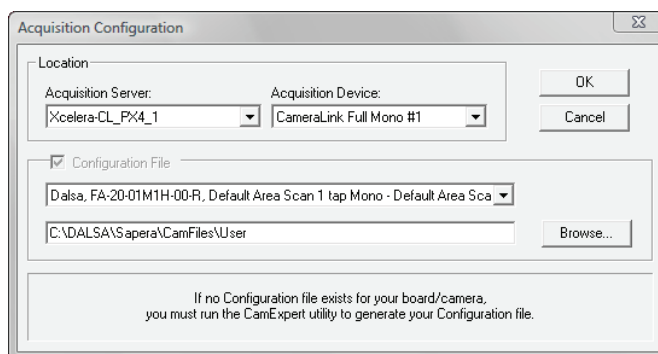 Acquisition Configuration
Location
Acquisition Server:
Acquisition Device:
Xcelera-CL_PX4_1
CameraLink Full Mono #1
OK
Cancel
Configuration File
Dalsa, FA-20-01M1H-00-R, Default Area Scan 1 tap Mono - Default Area Sca
C:\DALSA\Sapera\CamFiles\User
Browse...
If no Configuration file exists for your board/camera,
you must run the CamExpert utility to generate your Configuration file.